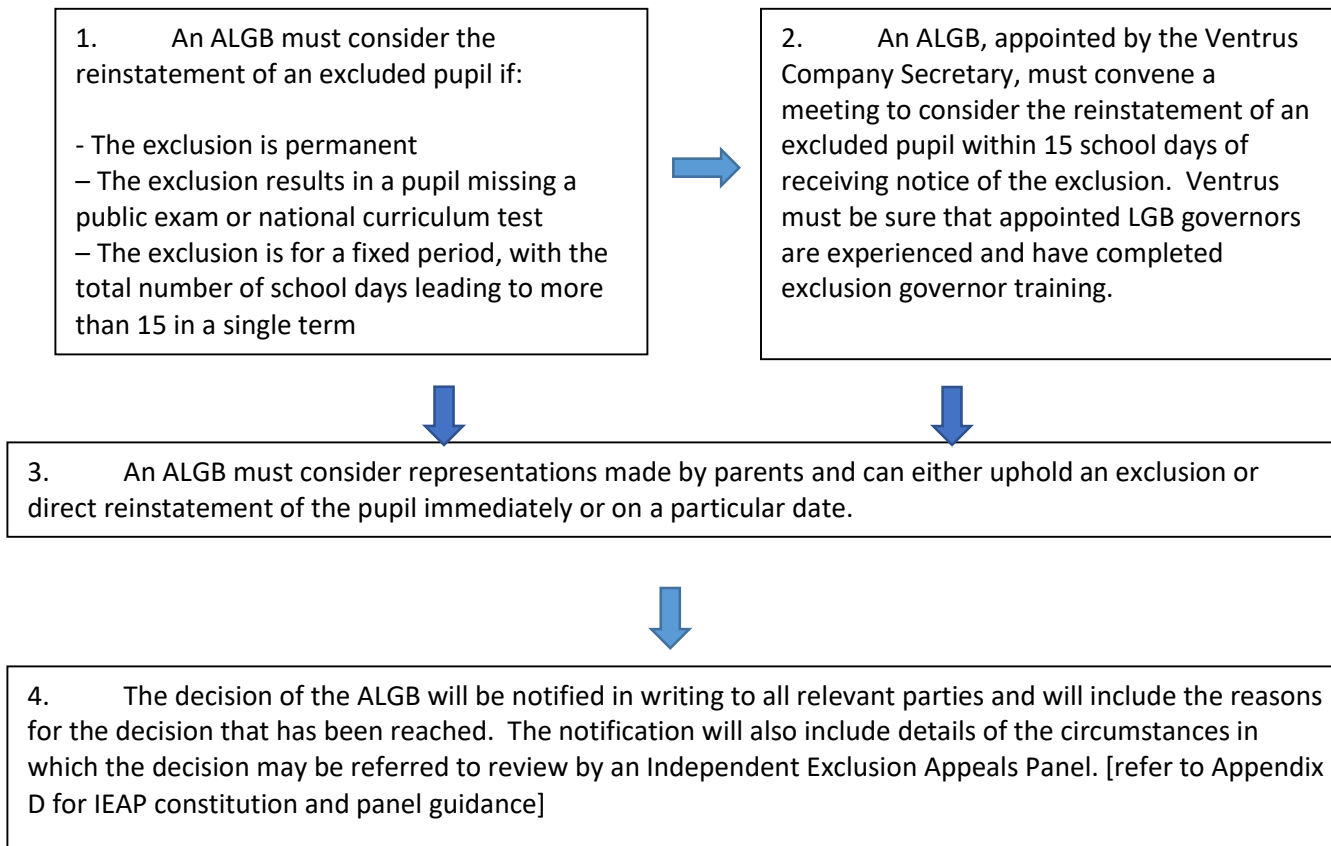 1. An ALGB must consider the
reinstatement of an excluded pupil if:
- The exclusion is permanent
– The exclusion results in a pupil missing a
public exam or national curriculum test
– The exclusion is for a fixed period, with the
total number of school days leading to more
than 15 in a single term
2. An ALGB, appointed by the Ventrus
Company Secretary, must convene a
meeting to consider the reinstatement of an
excluded pupil within 15 school days of
receiving notice of the exclusion. Ventrus
must be sure that appointed LGB governors
are experienced and have completed
exclusion governor training.
3. An ALGB must consider representations made by parents and can either uphold an exclusion or
direct reinstatement of the pupil immediately or on a particular date.
4. The decision of the ALGB will be notified in writing to all relevant parties and will include the reasons
for the decision that has been reached. The notification will also include details of the circumstances in
which the decision may be referred to review by an Independent Exclusion Appeals Panel. [refer to Appendix
D for IEAP constitution and panel guidance]